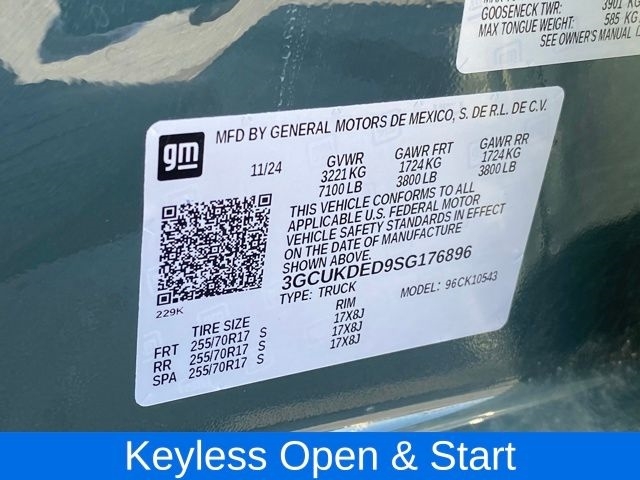 GOOSENECK TWR: 3901 KG
MAX TONGUE WEIGHT: 585 KG
SEE OWNER'S MANUAL
gm
MFD BY GENERAL MOTORS DE MEXICO, S. DE R.L. DE C.V.
11/24 GVWR GAWR FRT GAWR RR
3221 KG 1724 KG 1724 KG
7100 LB 3800 LB 3800 LB
THIS VEHICLE CONFORMS TO ALL
APPLICABLE U.S. FEDERAL MOTOR
VEHICLE SAFETY STANDARDS IN EFFECT
ON THE DATE OF MANUFACTURE
SHOWN ABOVE.
3GCUKDED9SG176896
TYPE: TRUCK MODEL: 96CK10543
229K
TIRE SIZE RIM
FRT 255/70R17 S 17X8J
RR 255/70R17 S 17X8J
SPA 255/70R17 S 17X8J
Keyless Open & Start